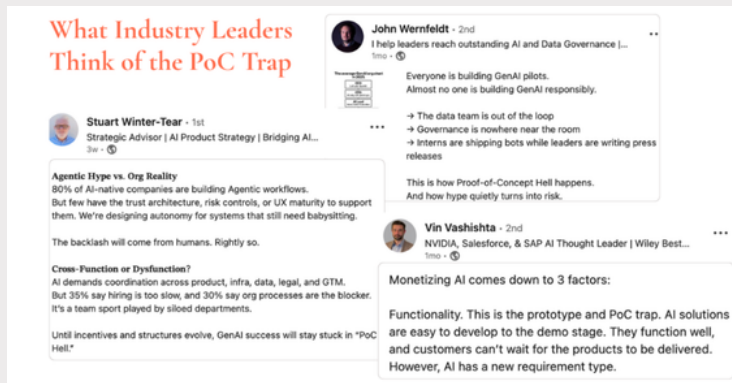 What Industry Leaders
Think of the PoC Trap
John Wernfeldt · 2nd
I help leaders reach outstanding AI and Data Governance |...
1mo ·
Everyone is building GenAI pilots.
Almost no one is building GenAI responsibly.
→ The data team is out of the loop
→ Governance is nowhere near the room
→ Interns are shipping bots while leaders are writing press
releases
This is how Proof-of-Concept Hell happens.
And how hype quietly turns into risk.
Stuart Winter-Tear · 1st
Strategic Advisor | AI Product Strategy | Bridging AI...
3w ·
Agentic Hype vs. Org Reality
80% of AI-native companies are building Agentic workflows.
But few have the trust architecture, risk controls, or UX maturity to support
them. We're designing autonomy for systems that still need babysitting.
The backlash will come from humans. Rightly so.
Cross-Function or Dysfunction?
AI demands coordination across product, infra, data, legal, and GTM.
But 35% say hiring is too slow, and 30% say org processes are the blocker.
It's a team sport played by siloed departments.
Until incentives and structures evolve, GenAI success will stay stuck in "PoC
Hell."
Vin Vashishta · 2nd
NVIDIA, Salesforce, & SAP AI Thought Leader | Wiley Best...
1mo ·
Monetizing AI comes down to 3 factors:
Functionality. This is the prototype and PoC trap. AI solutions
are easy to develop to the demo stage. They function well,
and customers can't wait for the products to be delivered.
However, AI has a new requirement type.